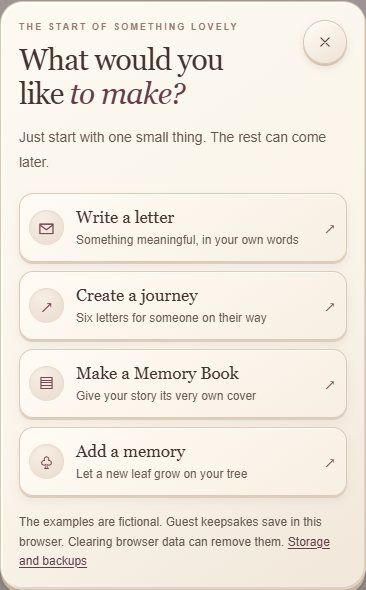 THE START OF SOMETHING LOVELY
What would you
like to make?
Just start with one small thing. The rest can come
later.
Write a letter
Something meaningful, in your own words
Create a journey
Six letters for someone on their way
Make a Memory Book
Give your story its very own cover
Add a memory
Let a new leaf grow on your tree
The examples are fictional. Guest keepsakes save in this
browser. Clearing browser data can remove them. Storage
and backups